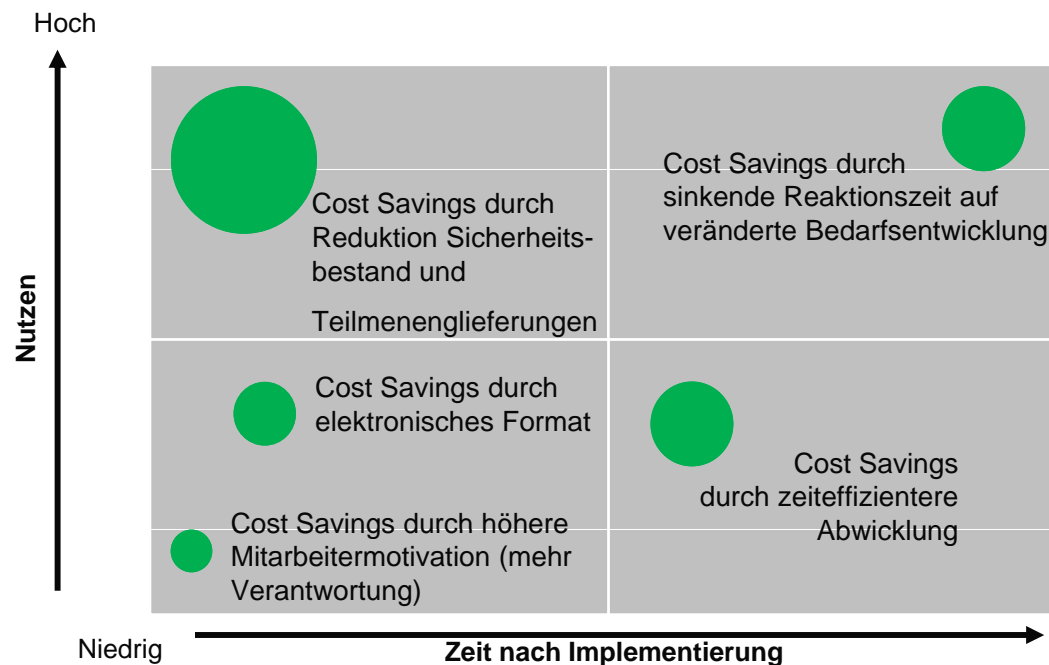 Hoch
Nutzen
Cost Savings durch
Reduktion Sicherheits-
bestand und
Teilmenenglieferungen
Cost Savings durch
sinkende Reaktionszeit auf
veränderte Bedarfsentwicklung
Cost Savings durch
elektronisches Format
Cost Savings
durch zeiteffizientere
Abwicklung
Cost Savings durch höhere
Mitarbeitermotivation (mehr
Verantwortung)
Niedrig
Zeit nach Implementierung